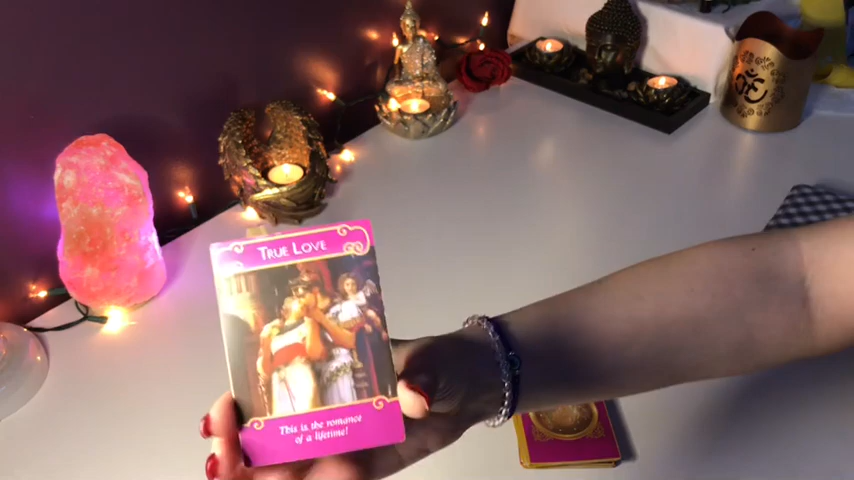 TRUE LOVE
This is the romance
of a lifetime!
ॐ